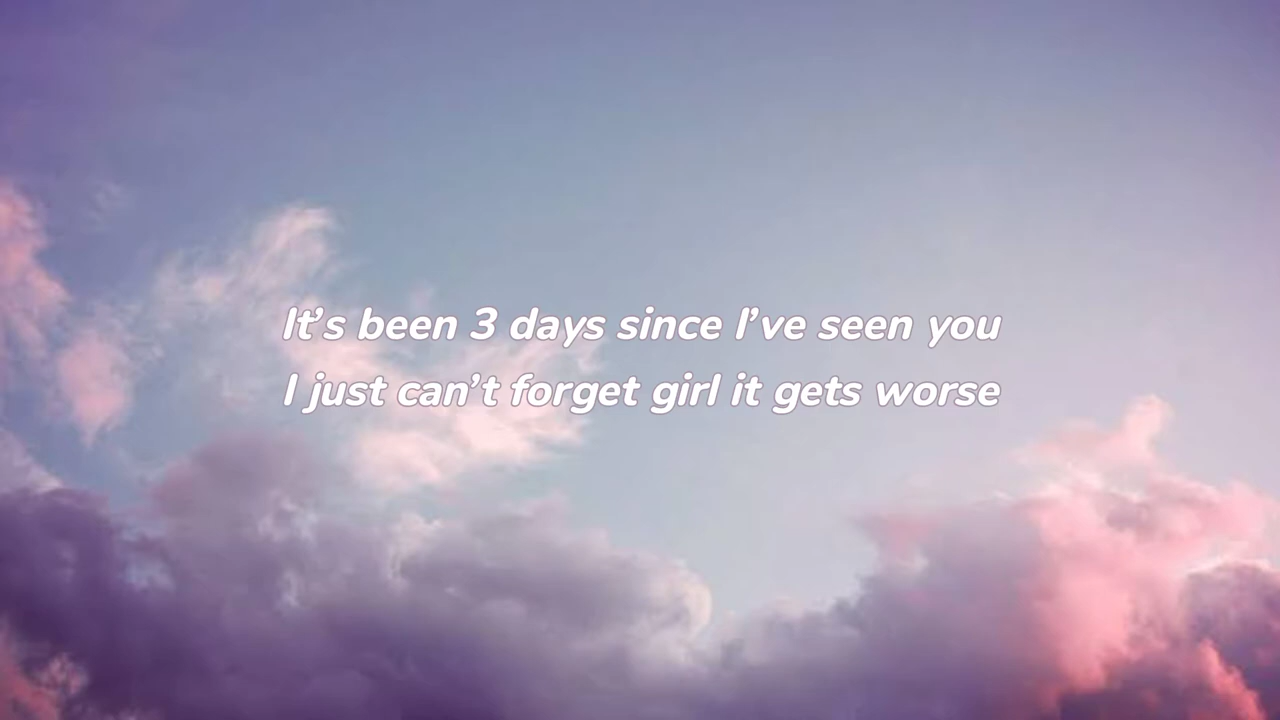 It’s been 3 days since I’ve seen you
I just can’t forget girl it gets worse